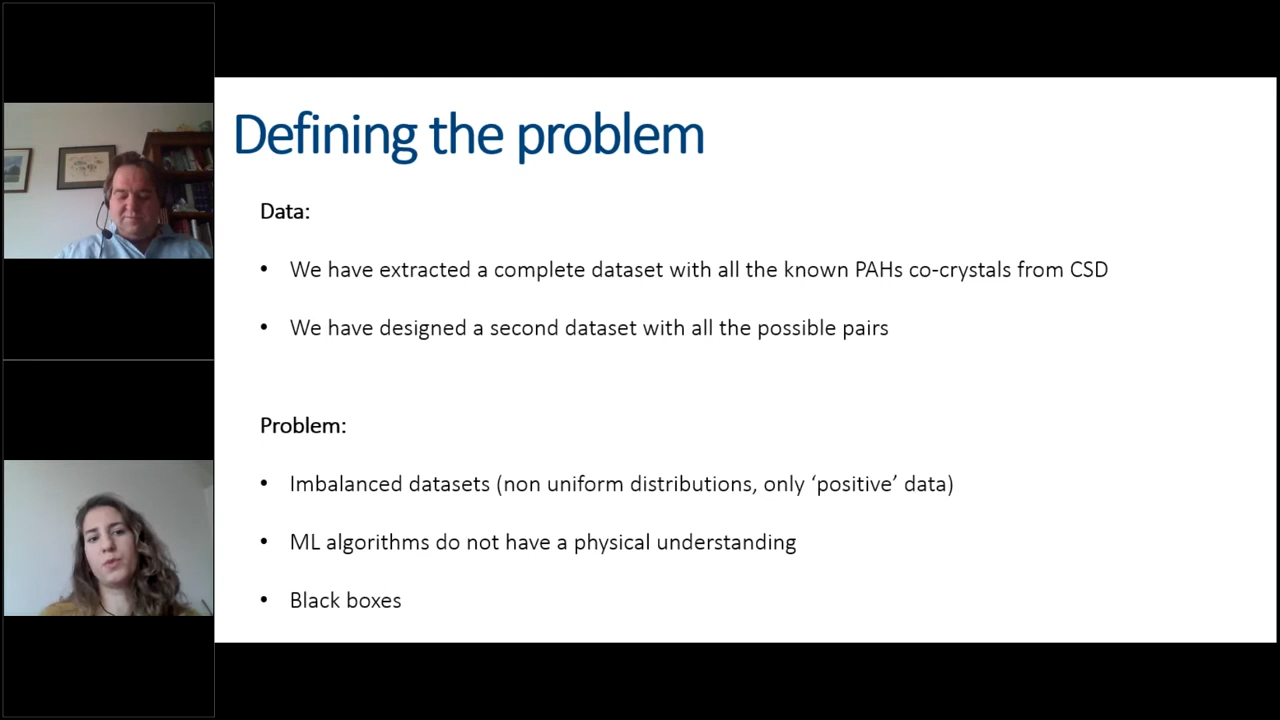 Defining the problem
Data:
• We have extracted a complete dataset with all the known PAHs co-crystals from CSD
• We have designed a second dataset with all the possible pairs
Problem:
• Imbalanced datasets (non uniform distributions, only ‘positive’ data)
• ML algorithms do not have a physical understanding
• Black boxes